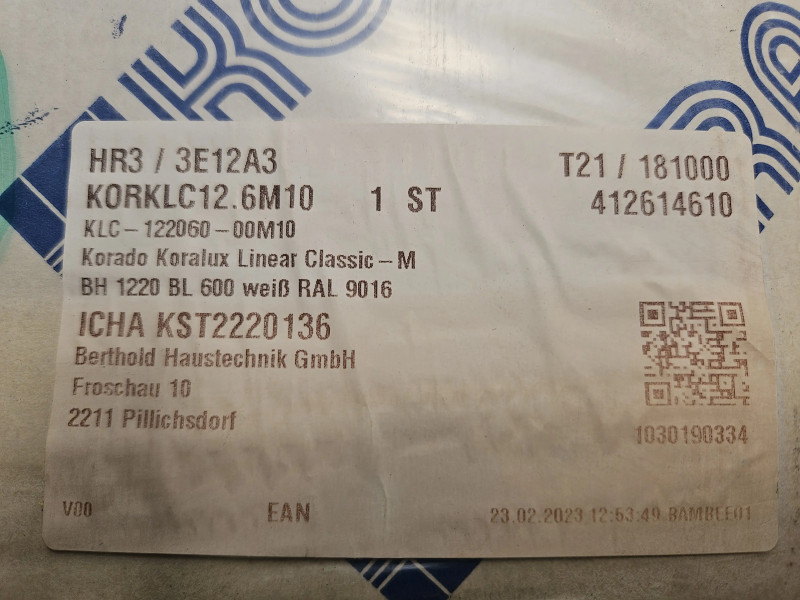 HR3 / 3E12A3 T21 / 181000
KORKLC12.6M10 1 ST 412614610
KLC-122060-00M10
Korado Koralux Linear Classic-M
BH 1220 BL 600 weiß RAL 9016
ICHA KST2220136
Berthold Haustechnik GmbH
Froschau 10
2211 Pillichsdorf
1030190334
V00 EAN 23.02.2023 12:53:49 BAMBLE01